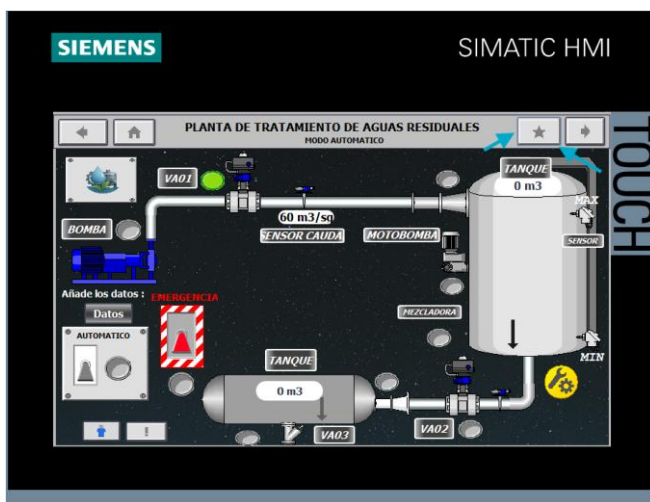 SIEMENS
SIMATIC HMI
TOUCH
PLANTA DE TRATAMIENTO DE AGUAS RESIDUALES
MODO AUTOMATICO
VA01
TANQUE
0 m3
MAX
BOMBA
60 m3/sg
SENSOR CAUDA
MOTOBOMBA
SENSOR
Añade los datos :
EMERGENCIA
Datos
MEZCLADORA
AUTOMATICO
MIN
TANQUE
0 m3
VA03
VA02